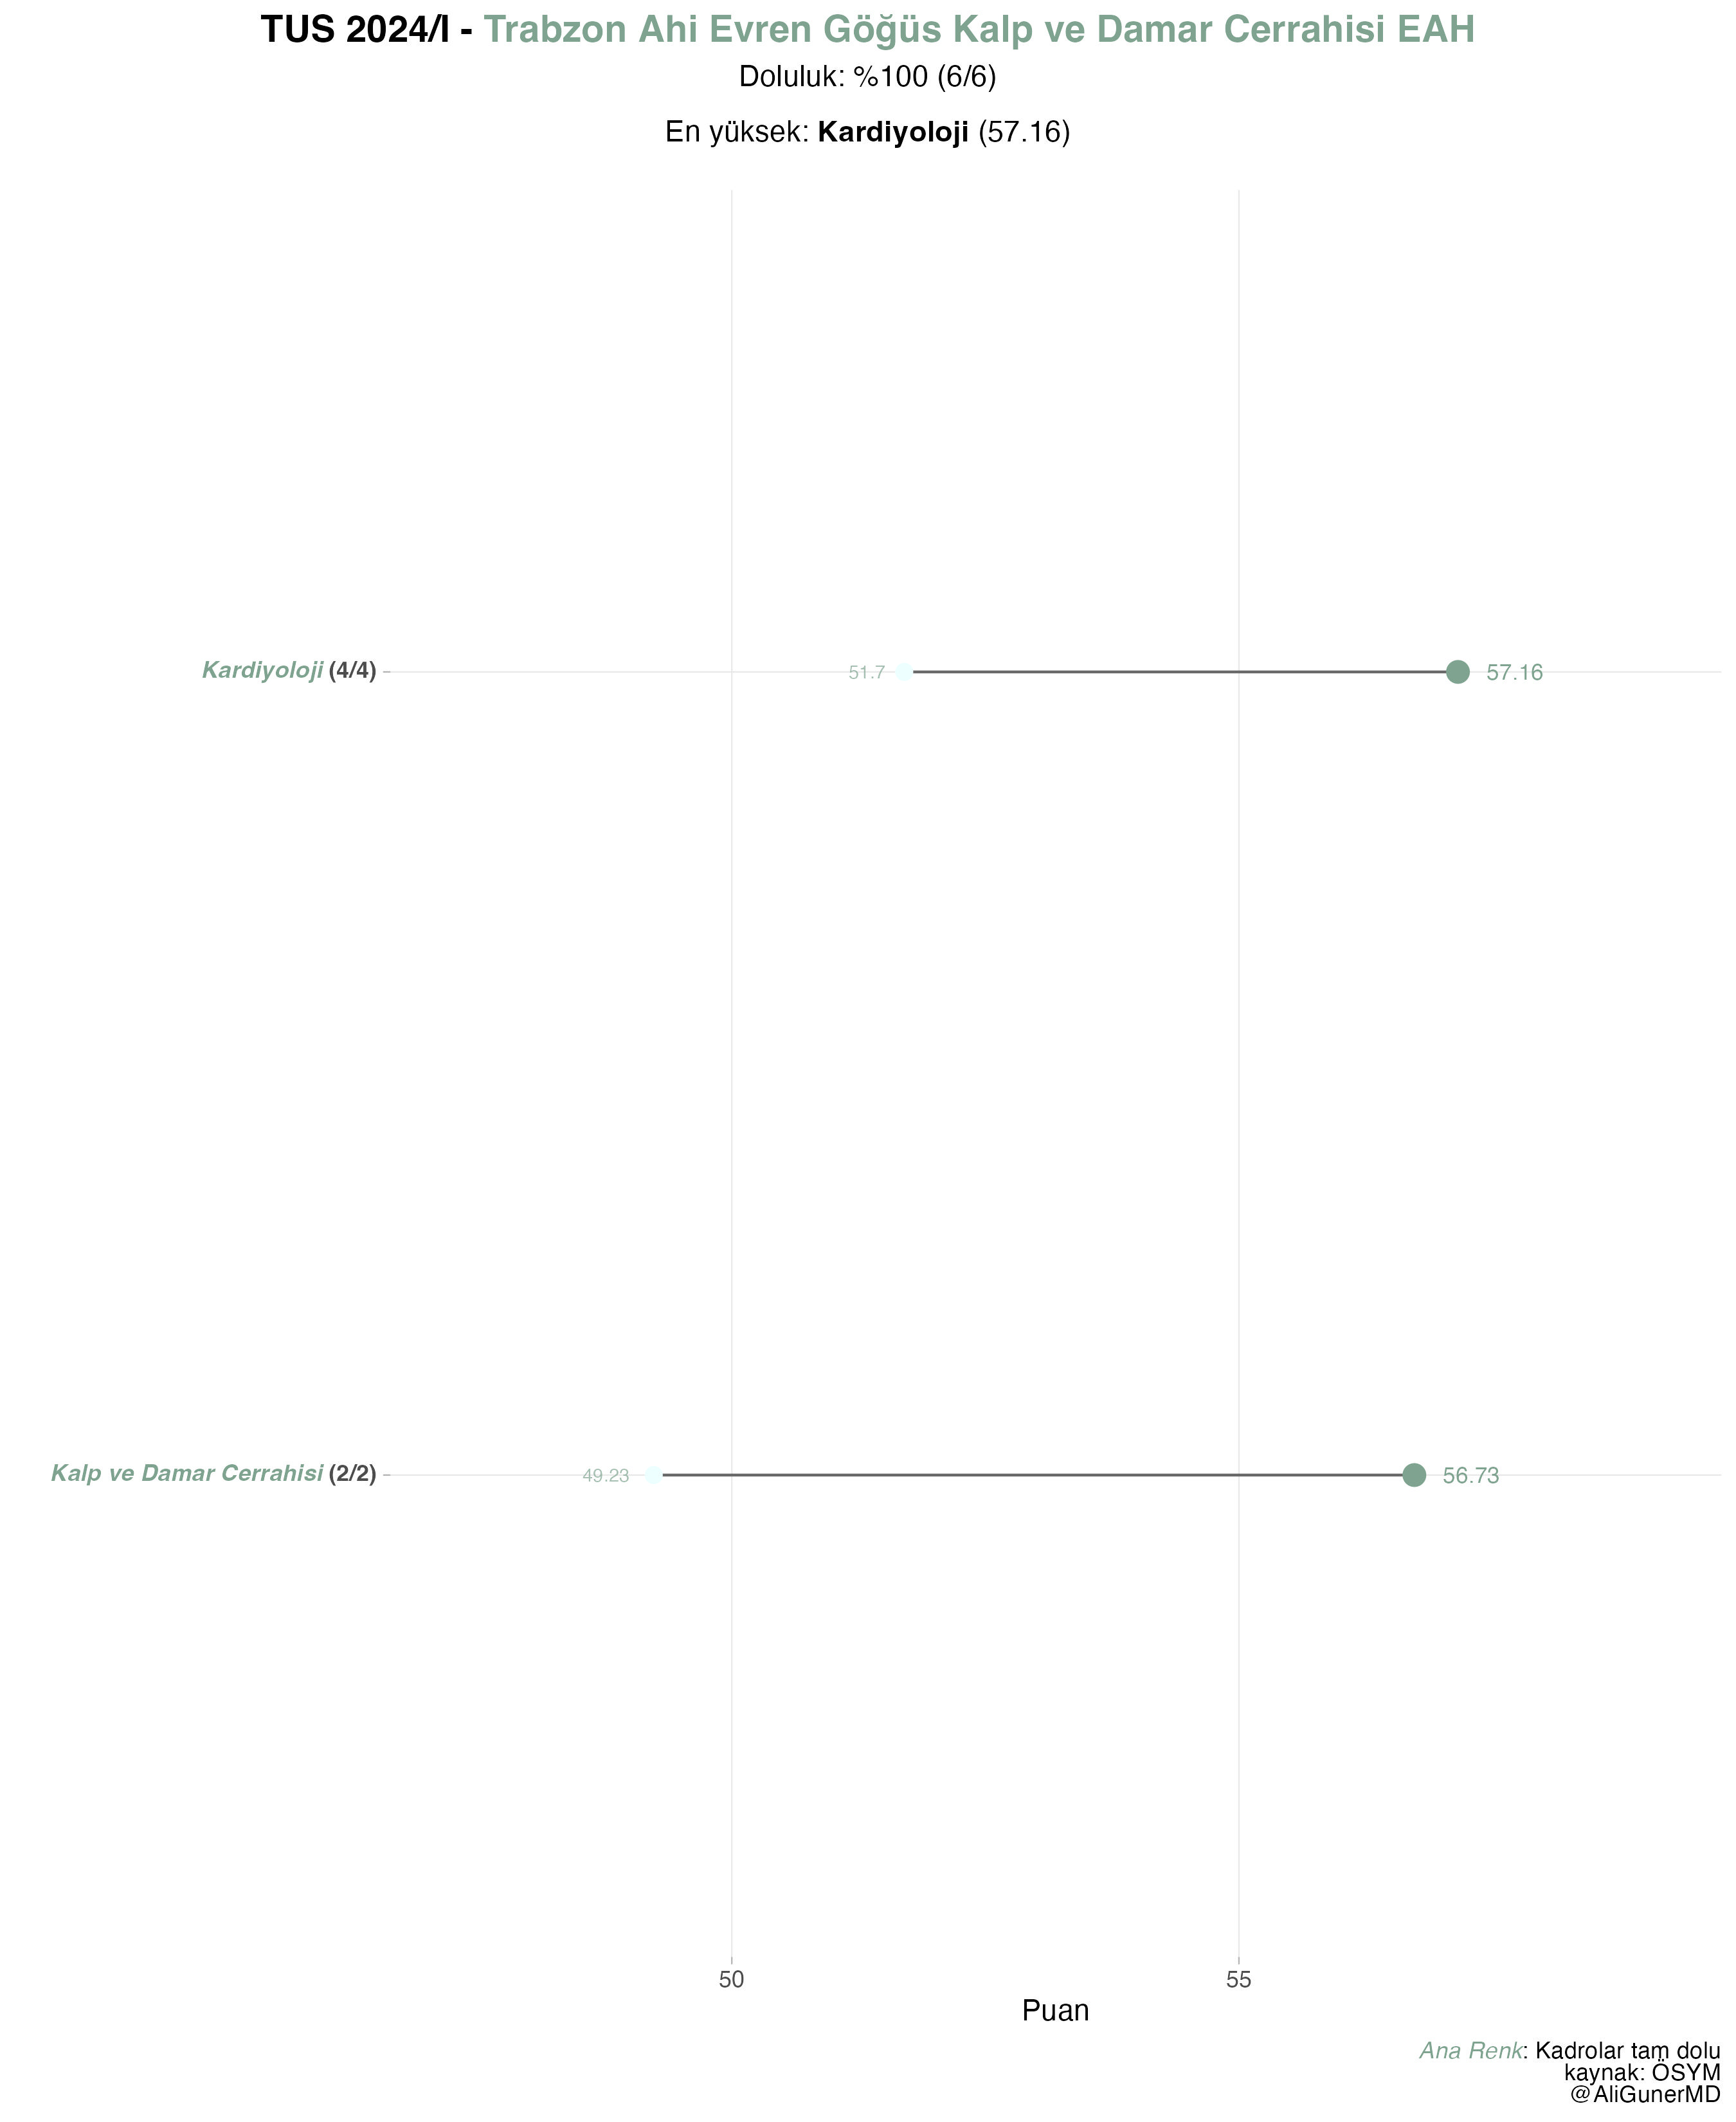 TUS 2024/I - Trabzon Ahi Evren Göğüs Kalp ve Damar Cerrahisi EAH
Doluluk: %100 (6/6)
En yüksek: Kardiyoloji (57.16)
Kardiyoloji (4/4)
51.7
57.16
Kalp ve Damar Cerrahisi (2/2)
49.23
56.73
50
55
Puan
Ana Renk: Kadrolar tam dolu
kaynak: ÖSYM
@AliGunerMD